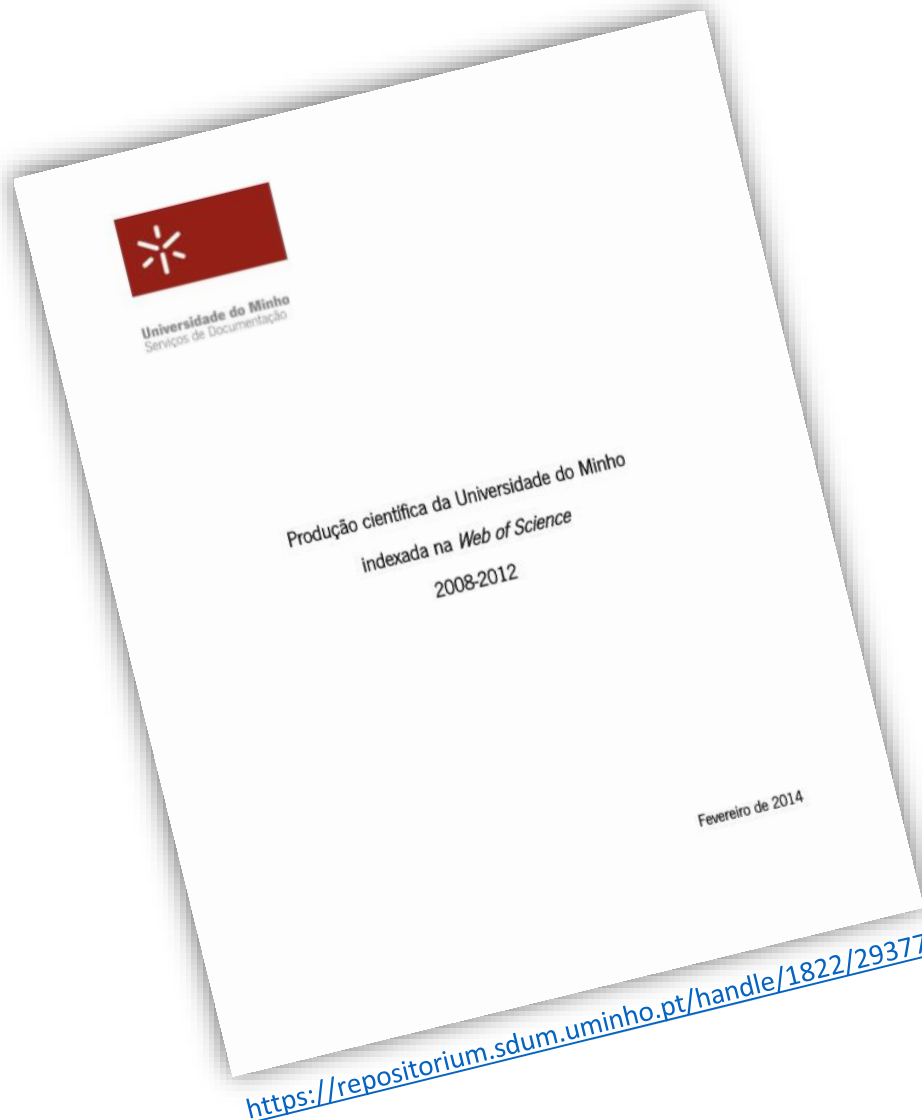 Universidade do Minho
Serviços de Documentação
Produção científica da Universidade do Minho
indexada na Web of Science
2008-2012
Fevereiro de 2014
https://repositorium.sdum.uminho.pt/handle/1822/29377